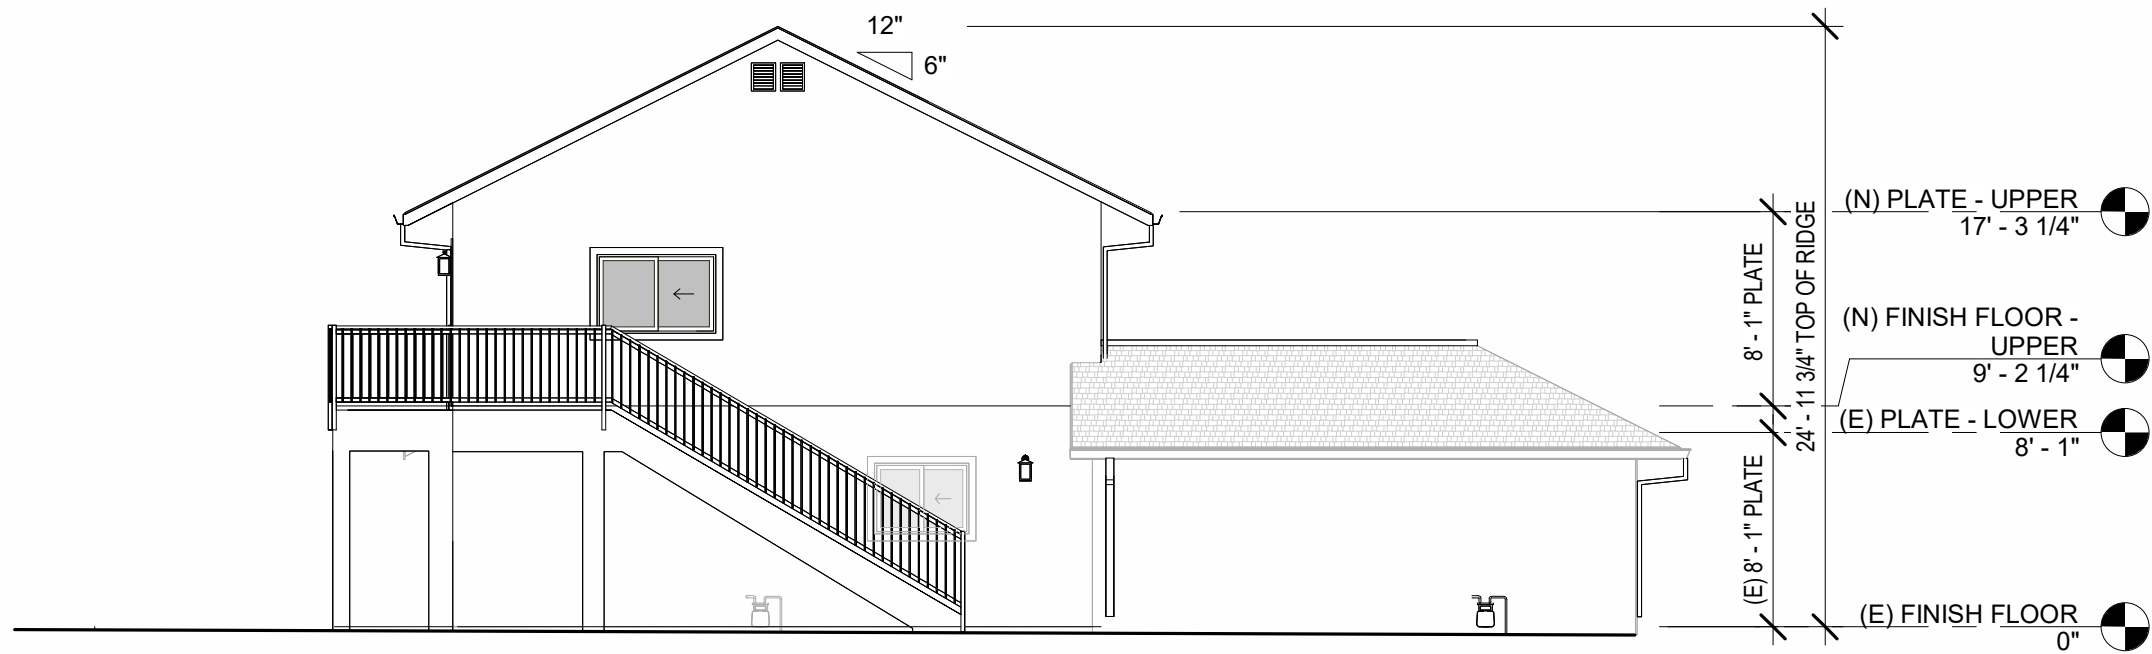 12"
6"
(N) PLATE - UPPER
17' - 3 1/4"
8' - 1" PLATE
24' - 11 3/4" TOP OF RIDGE
(N) FINISH FLOOR -
UPPER
9' - 2 1/4"
(E) PLATE - LOWER
8' - 1"
(E) 8' - 1" PLATE
(E) FINISH FLOOR
0"